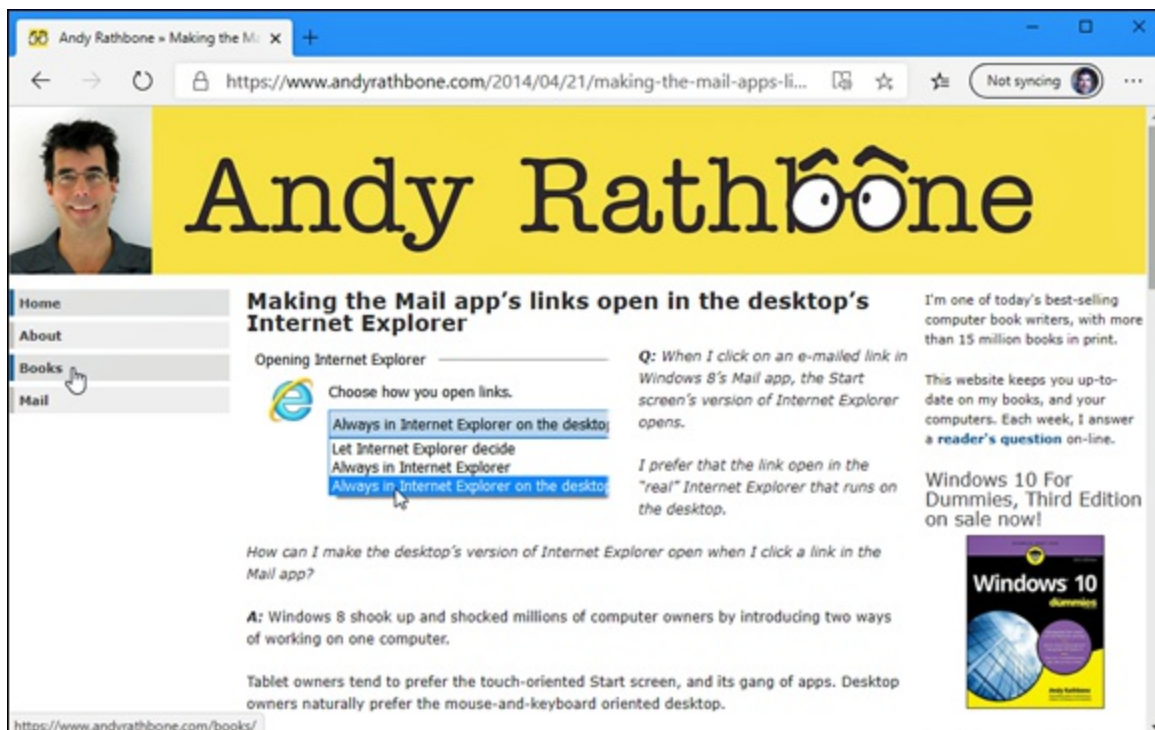 Andy Rathbone » Making the Ma
https://www.andyrathbone.com/2014/04/21/making-the-mail-apps-li...
Not syncing
Andy Rathbone
Home
About
Books
Mail
Making the Mail app's links open in the desktop's
Internet Explorer
Opening Internet Explorer
Choose how you open links.
Always in Internet Explorer on the desktop
Let Internet Explorer decide
Always in Internet Explorer
Always in Internet Explorer on the desktop
Q: When I click on an e-mailed link in
Windows 8's Mail app, the Start
screen's version of Internet Explorer
opens.
I prefer that the link open in the
"real" Internet Explorer that runs on
the desktop.
How can I make the desktop's version of Internet Explorer open when I click a link in the
Mail app?
A: Windows 8 shook up and shocked millions of computer owners by introducing two ways
of working on one computer.
Tablet owners tend to prefer the touch-oriented Start screen, and its gang of apps. Desktop
owners naturally prefer the mouse-and-keyboard oriented desktop.
I'm one of today's best-selling
computer book writers, with more
than 15 million books in print.
This website keeps you up-to-
date on my books, and your
computers. Each week, I answer
a reader's question on-line.
Windows 10 For
Dummies, Third Edition
on sale now!
Windows 10
dummies
Andy Rathbone
https://www.andyrathbone.com/books/